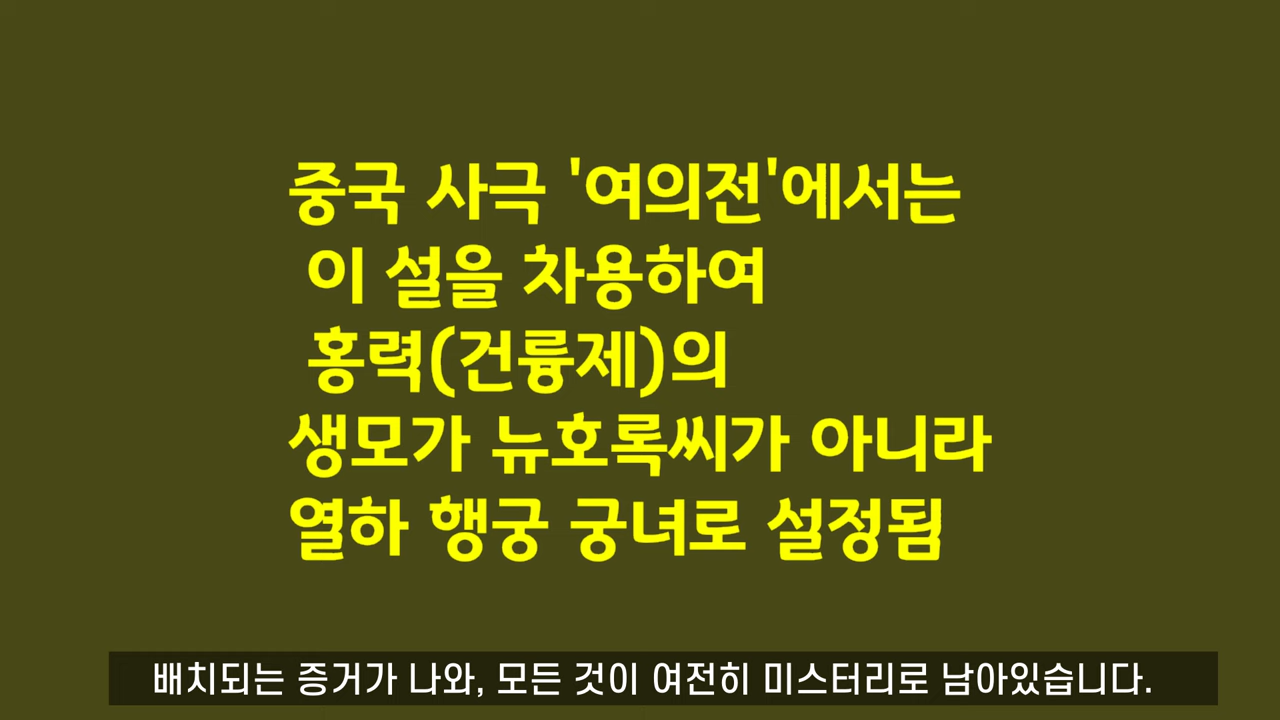 중국 사극 '여의전'에서는
이 설을 차용하여
홍력(건륭제)의
생모가 뉴호록씨가 아니라
열하 행궁 궁녀로 설정됨
배치되는 증거가 나와, 모든 것이 여전히 미스터리로 남아있습니다.